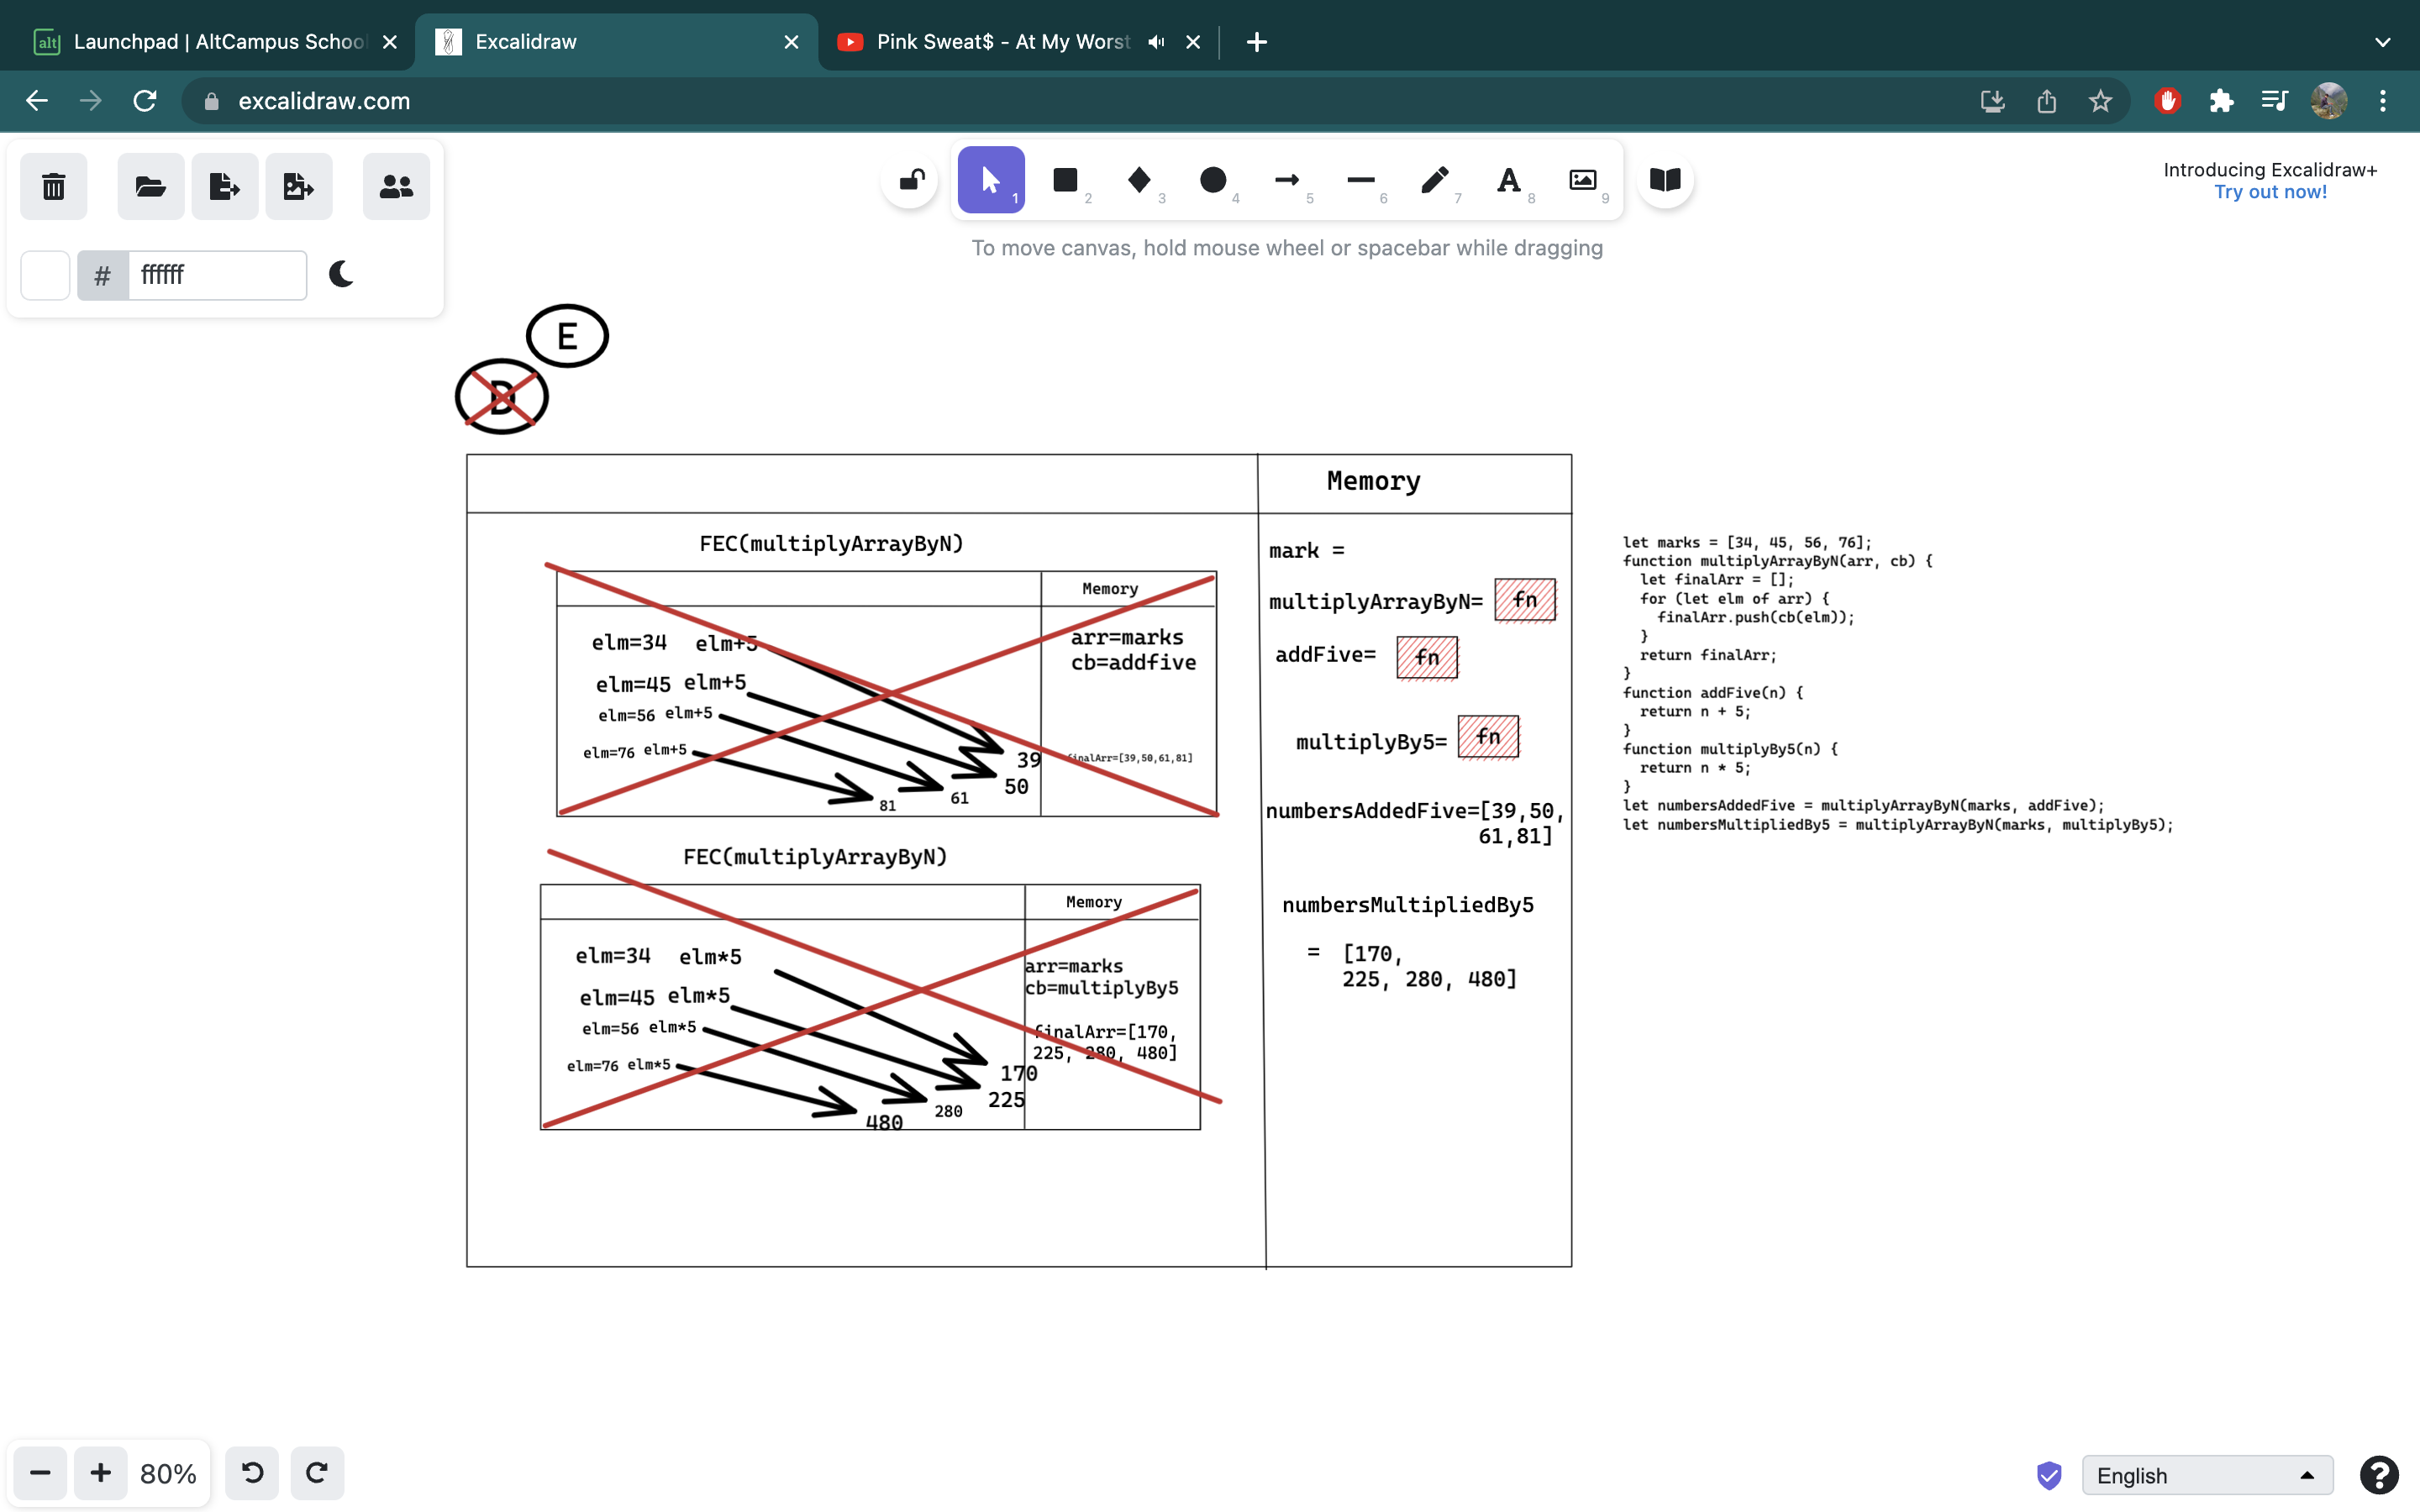 Launchpad | AltCampus School
Excalidraw
Pink Sweat$ - At My Worst
excalidraw.com
1
2
3
4
5
6
7
8
9
Introducing Excalidraw+
Try out now!
# ffffff
To move canvas, hold mouse wheel or spacebar while dragging
E
D
Memory
FEC(multiplyArrayByN)
Memory
elm=34 elm+5
elm=45 elm+5
elm=56 elm+5
elm=76 elm+5
39
50
61
81
arr=marks
cb=addfive
finalArr=[39,50,61,81]
FEC(multiplyArrayByN)
Memory
elm=34 elm*5
elm=45 elm*5
elm=56 elm*5
elm=76 elm*5
170
225
280
480
arr=marks
cb=multiplyBy5
finalArr=[170,
225, 280, 480]
mark =
multiplyArrayByN= fn
addFive= fn
multiplyBy5= fn
numbersAddedFive=[39,50,
61,81]
numbersMultipliedBy5
= [170,
225, 280, 480]
let marks = [34, 45, 56, 76];
function multiplyArrayByN(arr, cb) {
let finalArr = [];
for (let elm of arr) {
finalArr.push(cb(elm));
}
return finalArr;
}
function addFive(n) {
return n + 5;
}
function multiplyBy5(n) {
return n * 5;
}
let numbersAddedFive = multiplyArrayByN(marks, addFive);
let numbersMultipliedBy5 = multiplyArrayByN(marks, multiplyBy5);
80%
English
alt